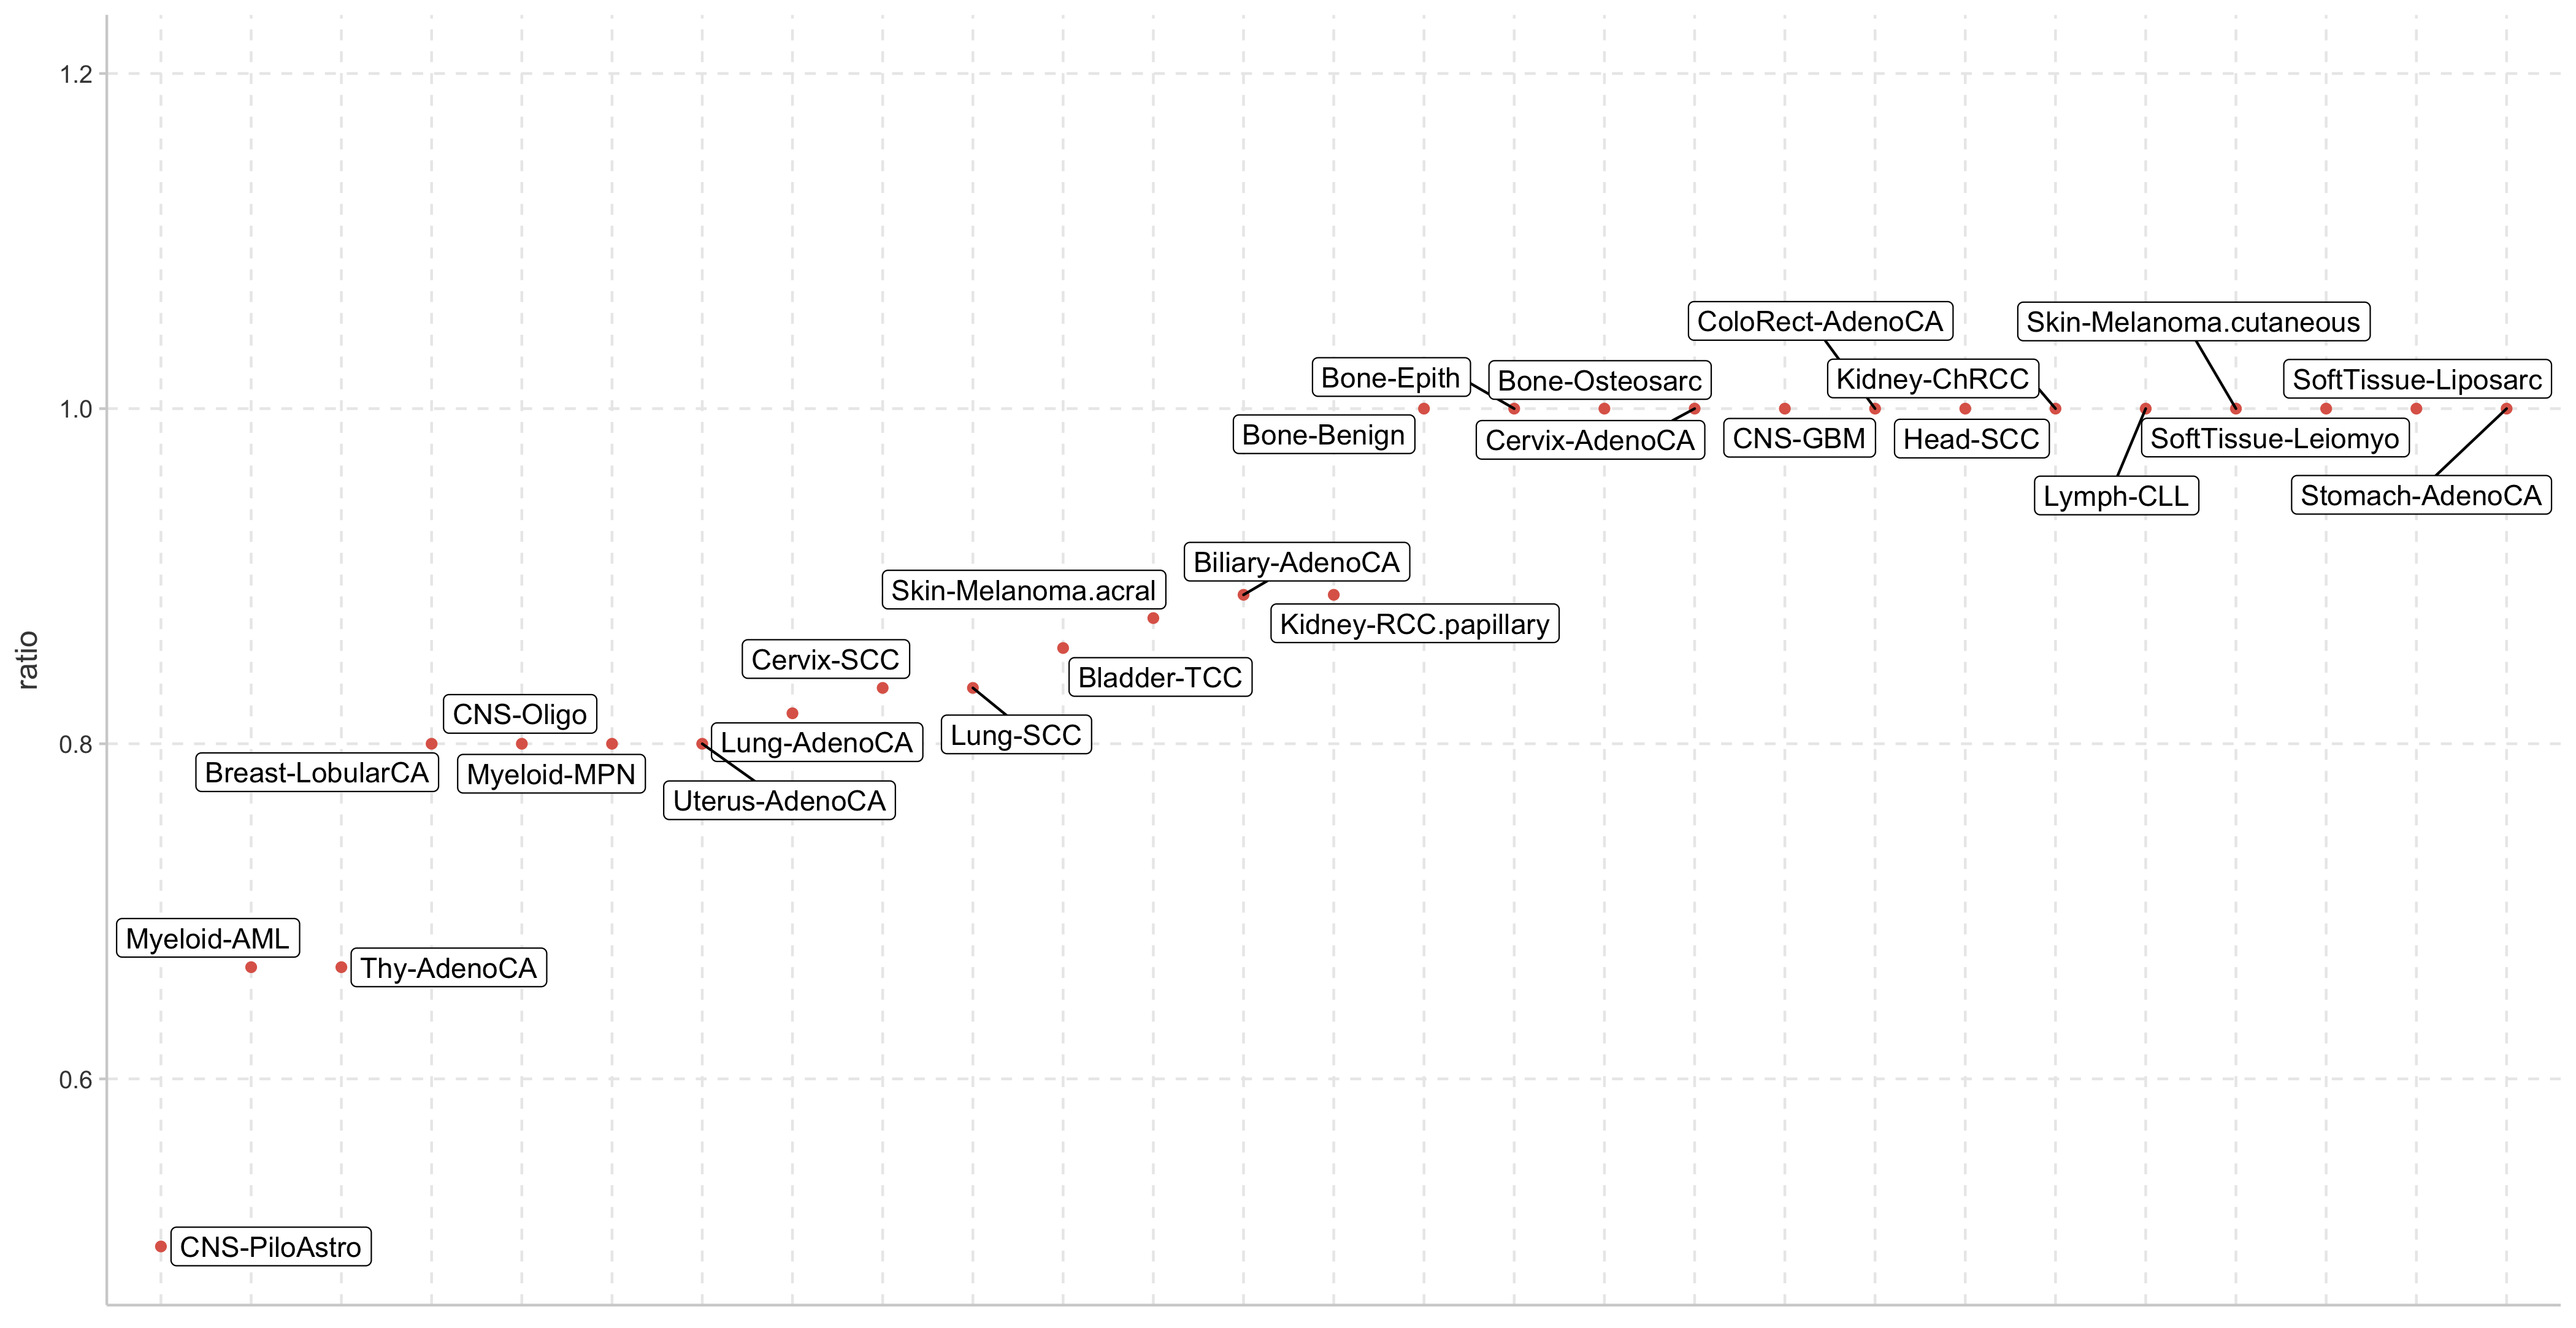 1.2
ColoRect-AdenoCA
Skin-Melanoma.cutaneous
Bone-Epith
Bone-Osteosarc
Kidney-ChRCC
SoftTissue-Liposarc
1.0
Bone-Benign
Cervix-AdenoCA
CNS-GBM
Head-SCC
SoftTissue-Leiomyo
Lymph-CLL
Stomach-AdenoCA
Biliary-AdenoCA
Skin-Melanoma.acral
Kidney-RCC.papillary
ratio
Cervix-SCC
Bladder-TCC
CNS-Oligo
Lung-SCC
0.8
Lung-AdenoCA
Breast-LobularCA
Myeloid-MPN
Uterus-AdenoCA
Myeloid-AML
Thy-AdenoCA
0.6
CNS-PiloAstro